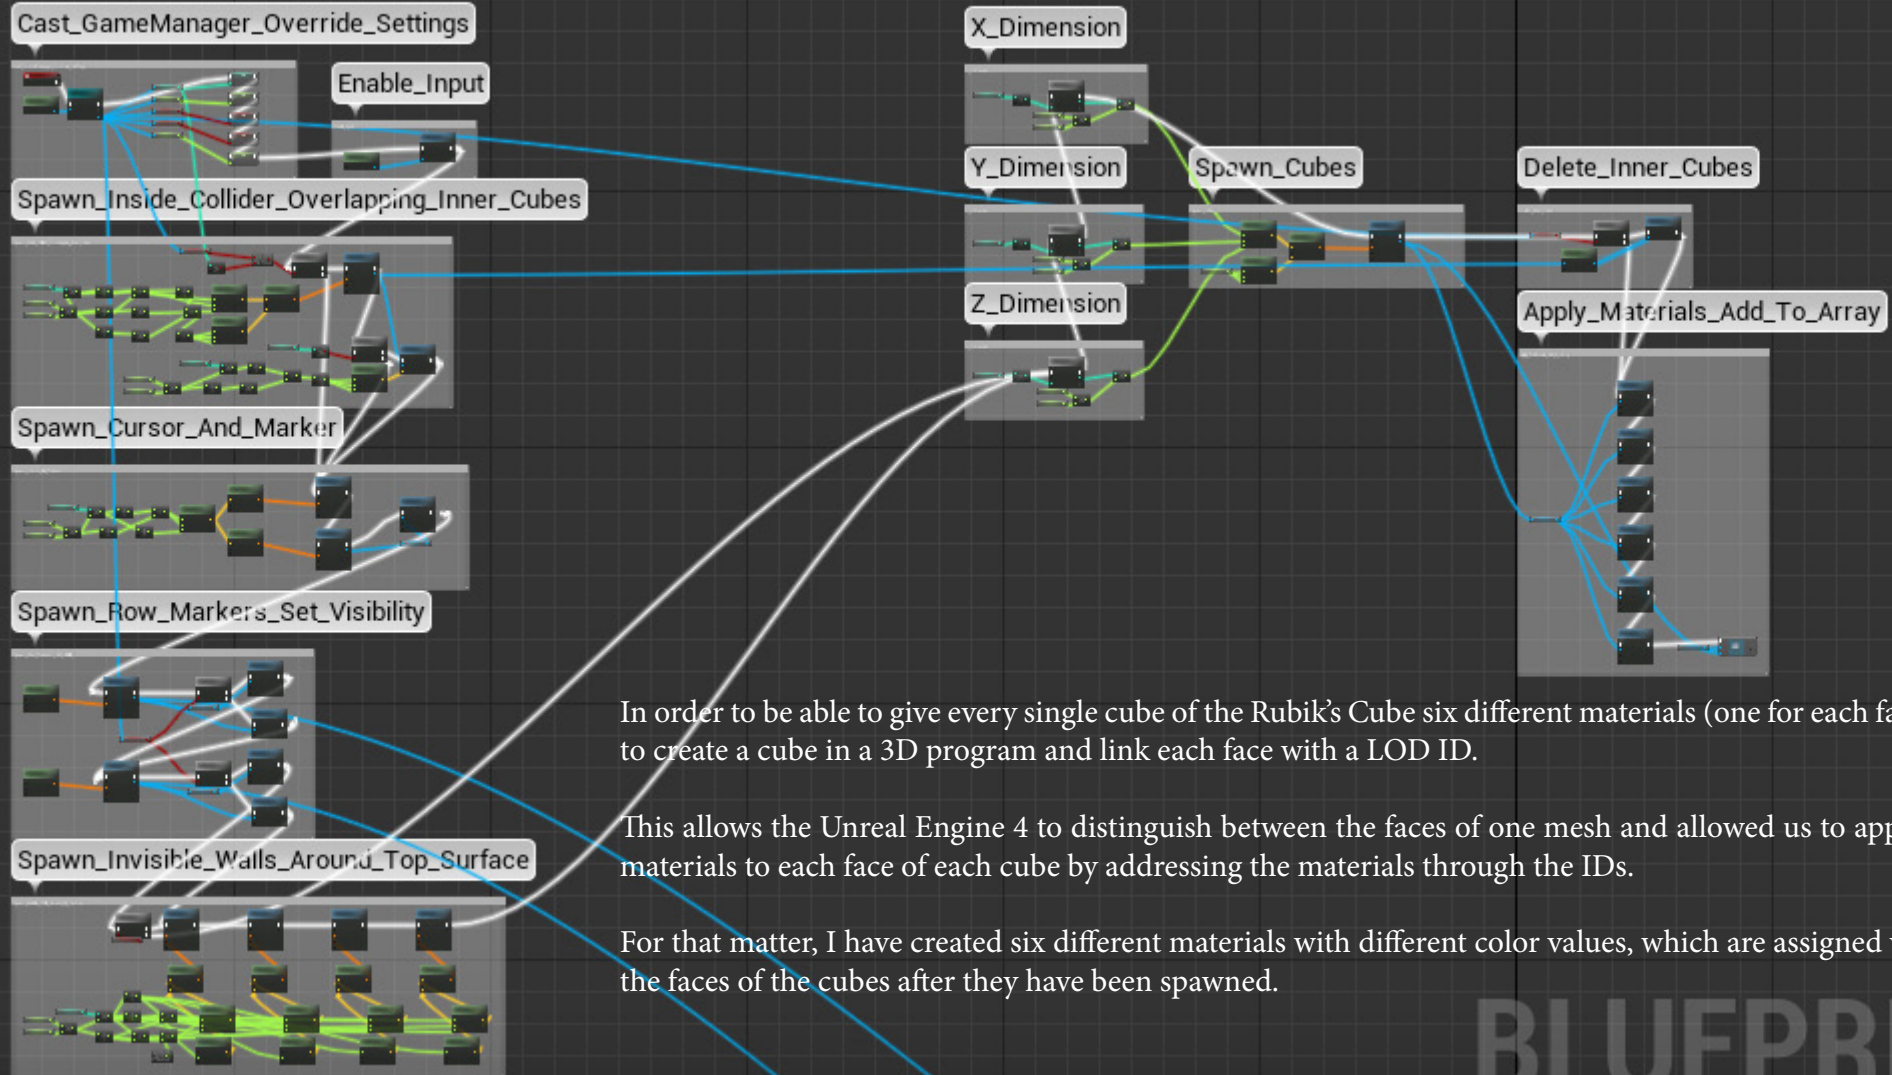 Cast_GameManager_Override_Settings
Enable_Input
Spawn_Inside_Collider_Overlapping_Inner_Cubes
Spawn_Cursor_And_Marker
Spawn_Row_Markers_Set_Visibility
Spawn_Invisible_Walls_Around_Top_Surface
X_Dimension
Y_Dimension
Z_Dimension
Spawn_Cubes
Delete_Inner_Cubes
Apply_Materials_Add_To_Array
In order to be able to give every single cube of the Rubik's Cube six different materials (one for each fa
to create a cube in a 3D program and link each face with a LOD ID.
This allows the Unreal Engine 4 to distinguish between the faces of one mesh and allowed us to app
materials to each face of each cube by addressing the materials through the IDs.
For that matter, I have created six different materials with different color values, which are assigned
the faces of the cubes after they have been spawned.
BLUEPR